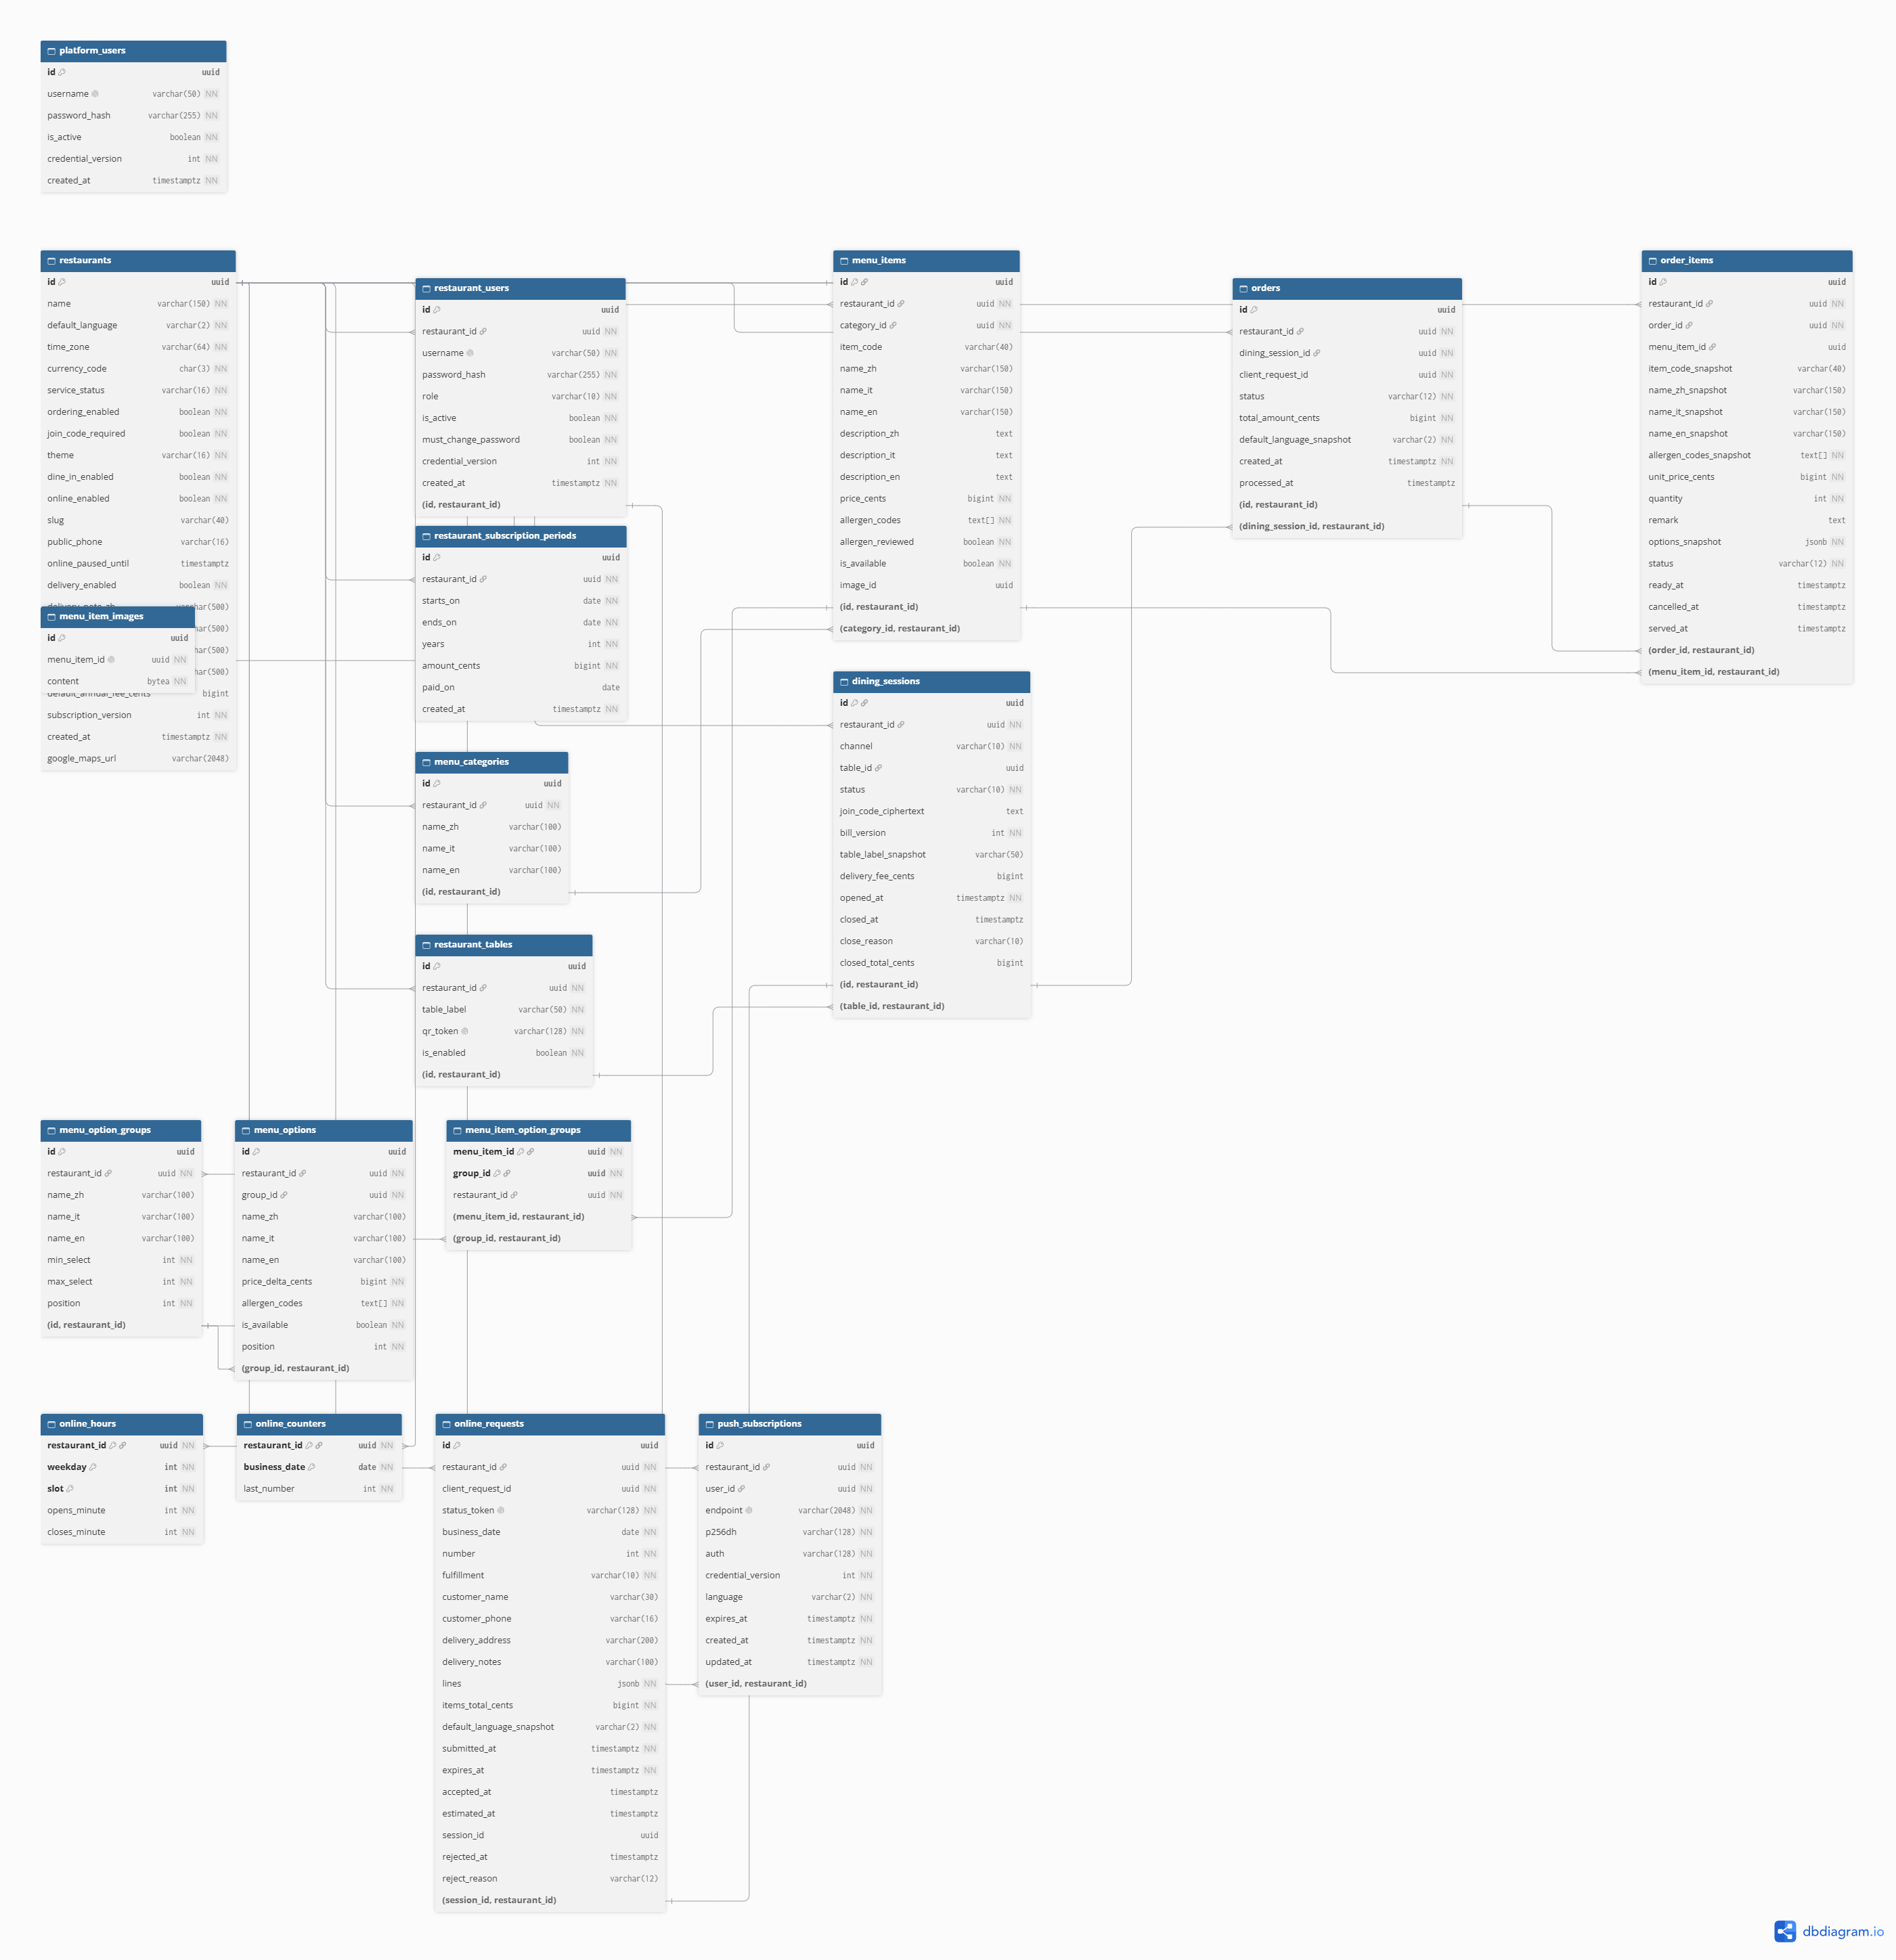 platform_users
id uuid
username varchar(50) NN
password_hash varchar(255) NN
is_active boolean NN
credential_version int NN
created_at timestamptz NN
restaurants
id uuid
name varchar(150) NN
default_language varchar(2) NN
time_zone varchar(64) NN
currency_code char(3) NN
service_status varchar(16) NN
ordering_enabled boolean NN
join_code_required boolean NN
theme varchar(16) NN
dine_in_enabled boolean NN
online_enabled boolean NN
slug varchar(40)
public_phone varchar(16)
online_paused_until timestamptz
delivery_enabled boolean NN
(500)
har(500)
har(500)
har(500)
default_annual_fee_cents bigint
subscription_version int NN
created_at timestamptz NN
google_maps_url varchar(2048)
menu_item_images
id uuid
menu_item_id uuid NN
content bytea NN
restaurant_users
id uuid
restaurant_id uuid NN
username varchar(50) NN
password_hash varchar(255) NN
role varchar(10) NN
is_active boolean NN
must_change_password boolean NN
credential_version int NN
created_at timestamptz NN
(id, restaurant_id)
restaurant_subscription_periods
id uuid
restaurant_id uuid NN
starts_on date NN
ends_on date NN
years int NN
amount_cents bigint NN
paid_on date
created_at timestamptz NN
menu_categories
id uuid
restaurant_id uuid NN
name_zh varchar(100)
name_it varchar(100)
name_en varchar(100)
(id, restaurant_id)
restaurant_tables
id uuid
restaurant_id uuid NN
table_label varchar(50) NN
qr_token varchar(128) NN
is_enabled boolean NN
(id, restaurant_id)
menu_items
id uuid
restaurant_id uuid NN
category_id uuid NN
item_code varchar(40)
name_zh varchar(150)
name_it varchar(150)
name_en varchar(150)
description_zh text
description_it text
description_en text
price_cents bigint NN
allergen_codes text[] NN
allergen_reviewed boolean NN
is_available boolean NN
image_id uuid
(id, restaurant_id)
(category_id, restaurant_id)
dining_sessions
id uuid
restaurant_id uuid NN
channel varchar(10) NN
table_id uuid
status varchar(10) NN
join_code_ciphertext text
bill_version int NN
table_label_snapshot varchar(50)
delivery_fee_cents bigint
opened_at timestamptz NN
closed_at timestamptz
close_reason varchar(10)
closed_total_cents bigint
(id, restaurant_id)
(table_id, restaurant_id)
orders
id uuid
restaurant_id uuid NN
dining_session_id uuid NN
client_request_id uuid NN
status varchar(12) NN
total_amount_cents bigint NN
default_language_snapshot varchar(2) NN
created_at timestamptz NN
processed_at timestamptz
(id, restaurant_id)
(dining_session_id, restaurant_id)
order_items
id uuid
restaurant_id uuid NN
order_id uuid NN
menu_item_id uuid
item_code_snapshot varchar(40)
name_zh_snapshot varchar(150)
name_it_snapshot varchar(150)
name_en_snapshot varchar(150)
allergen_codes_snapshot text[] NN
unit_price_cents bigint NN
quantity int NN
remark text
options_snapshot jsonb NN
status varchar(12) NN
ready_at timestamptz
cancelled_at timestamptz
served_at timestamptz
(order_id, restaurant_id)
(menu_item_id, restaurant_id)
menu_option_groups
id uuid
restaurant_id uuid NN
name_zh varchar(100)
name_it varchar(100)
name_en varchar(100)
min_select int NN
max_select int NN
position int NN
(id, restaurant_id)
menu_options
id uuid
restaurant_id uuid NN
group_id uuid NN
name_zh varchar(100)
name_it varchar(100)
name_en varchar(100)
price_delta_cents bigint NN
allergen_codes text[] NN
is_available boolean NN
position int NN
(group_id, restaurant_id)
menu_item_option_groups
menu_item_id uuid NN
group_id uuid NN
restaurant_id uuid NN
(menu_item_id, restaurant_id)
(group_id, restaurant_id)
online_hours
restaurant_id uuid NN
weekday int NN
slot int NN
opens_minute int NN
closes_minute int NN
online_counters
restaurant_id uuid NN
business_date date NN
last_number int NN
online_requests
id uuid
restaurant_id uuid NN
client_request_id uuid NN
status_token varchar(128) NN
business_date date NN
number int NN
fulfillment varchar(10) NN
customer_name varchar(30)
customer_phone varchar(16)
delivery_address varchar(200)
delivery_notes varchar(100)
lines jsonb NN
items_total_cents bigint NN
default_language_snapshot varchar(2) NN
submitted_at timestamptz NN
expires_at timestamptz NN
accepted_at timestamptz
estimated_at timestamptz
session_id uuid
rejected_at timestamptz
reject_reason varchar(12)
(session_id, restaurant_id)
push_subscriptions
id uuid
restaurant_id uuid NN
user_id uuid NN
endpoint varchar(2048) NN
p256dh varchar(128) NN
auth varchar(128) NN
credential_version int NN
language varchar(2) NN
expires_at timestamptz NN
created_at timestamptz NN
updated_at timestamptz NN
(user_id, restaurant_id)
dbdiagram.io